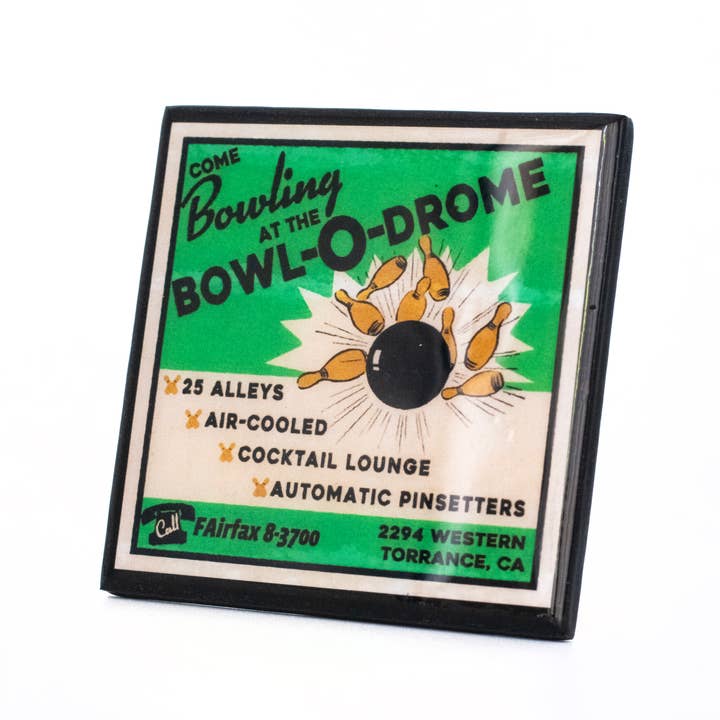 COME
Bowling
AT THE
BOWL-O-DROME
25 ALLEYS
AIR-COOLED
COCKTAIL LOUNGE
AUTOMATIC PINSETTERS
Call
FAirfax 8-3700
2294 WESTERN
TORRANCE, CA